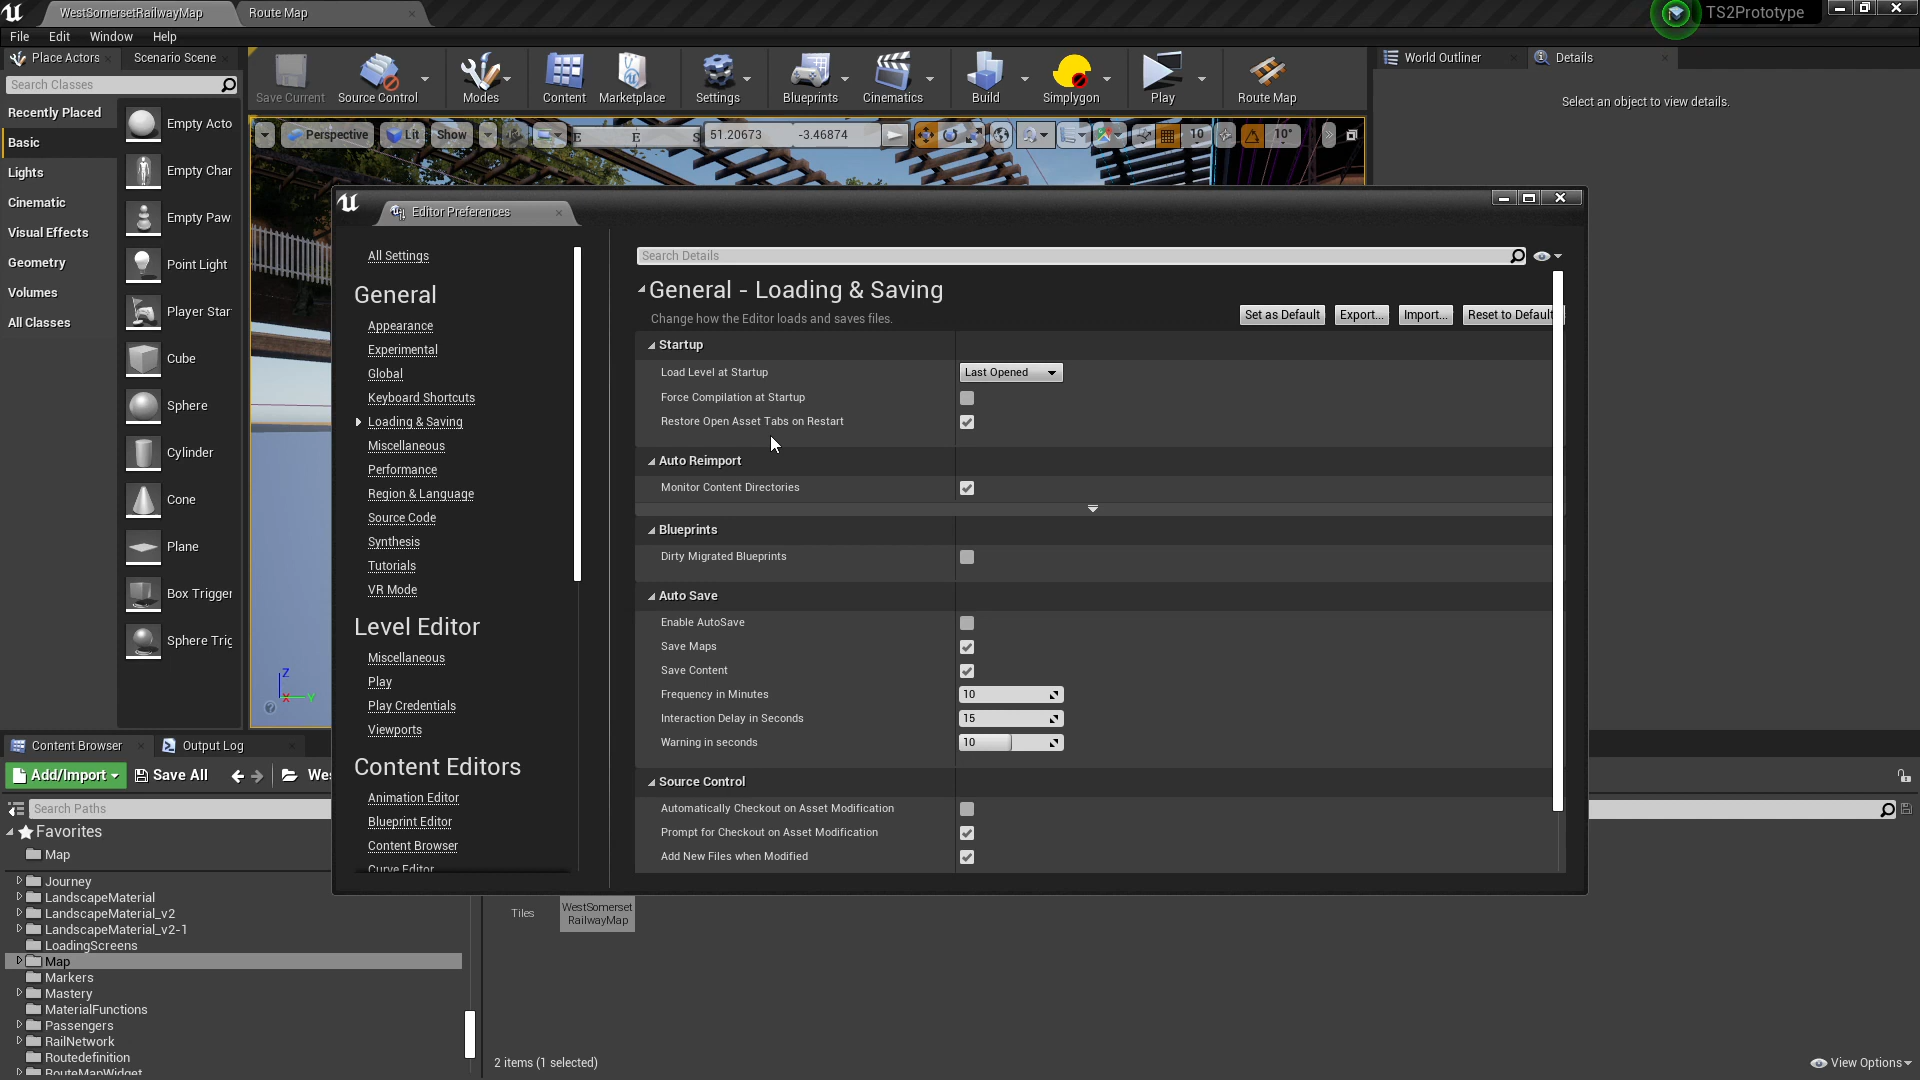 WestSomersetRailwayMap
Route Map
TS2Prototype
File Edit Window Help
Place Actors
Scenario Scene
Search Classes
Recently Placed
Basic
Lights
Cinematic
Visual Effects
Geometry
Volumes
All Classes
Empty Acto
Empty Char
Empty Paw
Point Light
Player Star
Cube
Sphere
Cylinder
Cone
Plane
Box Trigger
Sphere Trig
Save Current
Source Control
Modes
Content
Marketplace
Settings
Blueprints
Cinematics
Build
Simplygon
Play
Route Map
World Outliner
Details
Select an object to view details.
Perspective
Lit
Show
E
E
S
51.20673
-3.46874
10
10°
Z
X
Y
Editor Preferences
All Settings
General
Appearance
Experimental
Global
Keyboard Shortcuts
Loading & Saving
Miscellaneous
Performance
Region & Language
Source Code
Synthesis
Tutorials
VR Mode
Level Editor
Miscellaneous
Play
Play Credentials
Viewports
Content Editors
Animation Editor
Blueprint Editor
Content Browser
Curve Editor
Search Details
General - Loading & Saving
Change how the Editor loads and saves files.
Set as Default
Export...
Import...
Reset to Default
Startup
Load Level at Startup
Last Opened
Force Compilation at Startup
Restore Open Asset Tabs on Restart
Auto Reimport
Monitor Content Directories
Blueprints
Dirty Migrated Blueprints
Auto Save
Enable AutoSave
Save Maps
Save Content
Frequency in Minutes
10
Interaction Delay in Seconds
15
Warning in seconds
10
Source Control
Automatically Checkout on Asset Modification
Prompt for Checkout on Asset Modification
Add New Files when Modified
Content Browser
Output Log
Add/Import
Save All
Wes
Search Paths
Favorites
Map
Journey
LandscapeMaterial
LandscapeMaterial_v2
LandscapeMaterial_v2-1
LoadingScreens
Map
Markers
Mastery
MaterialFunctions
Passengers
RailNetwork
Routedefinition
RouteMapWidget
Tiles
WestSomerset
RailwayMap
2 items (1 selected)
View Options